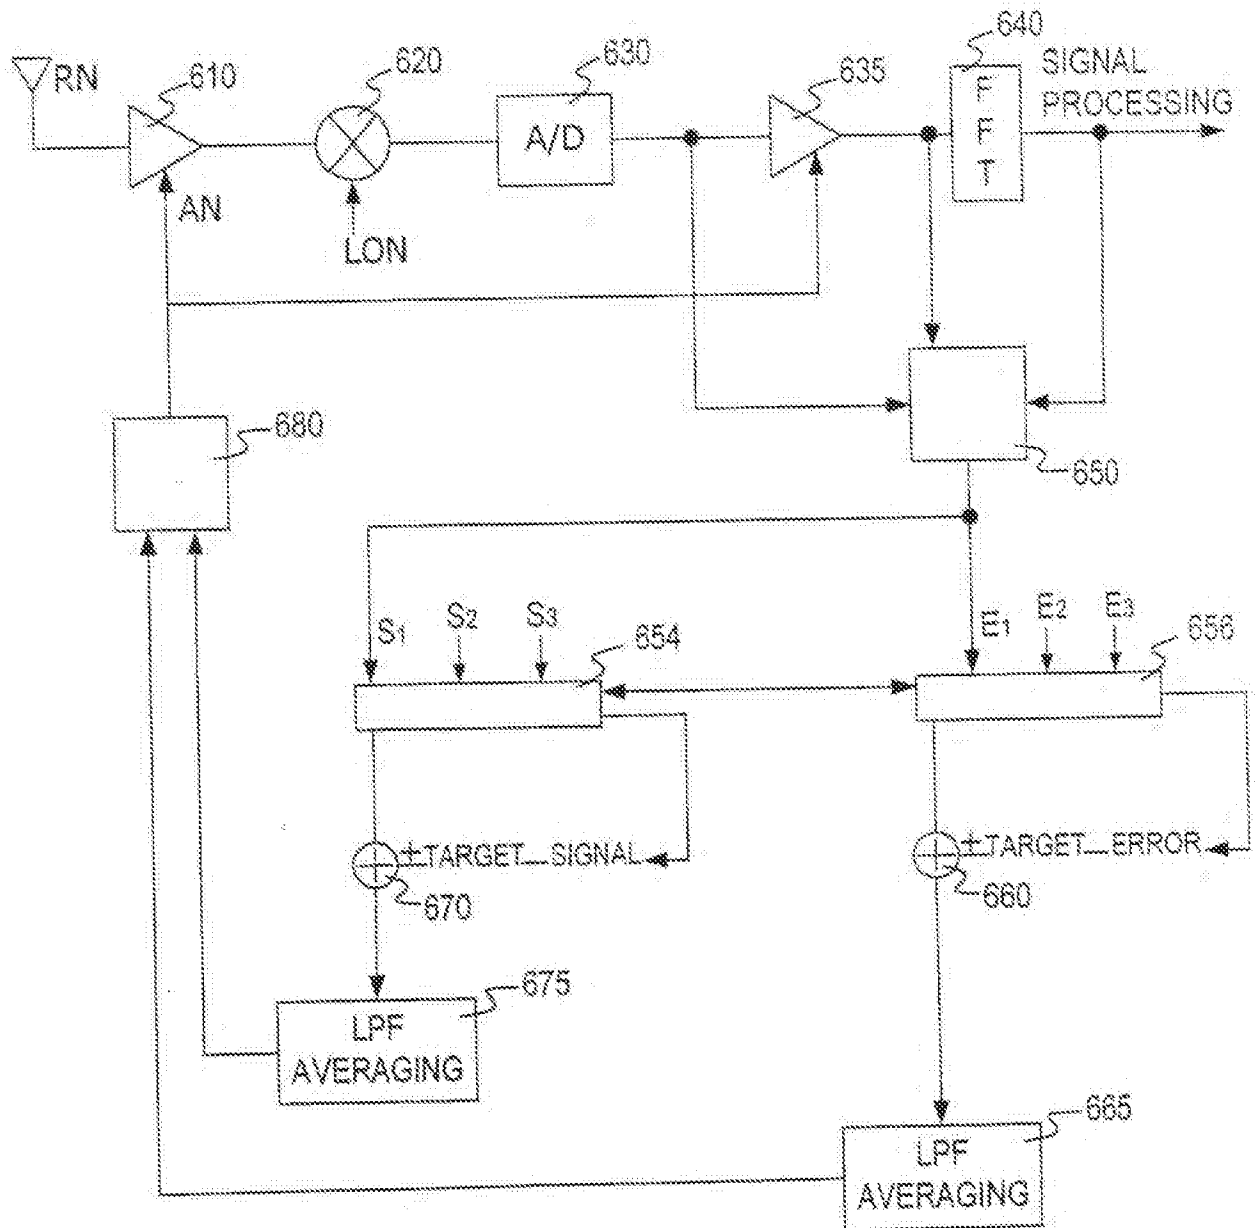 RN
610
620
630
635
640
SIGNAL
PROCESSING
A/D
F
F
T
AN
LON
680
650
S1
S2
S3
654
E1
E2
E3
656
±TARGET_SIGNAL
670
±TARGET_ERROR
660
675
LPF
AVERAGING
665
LPF
AVERAGING